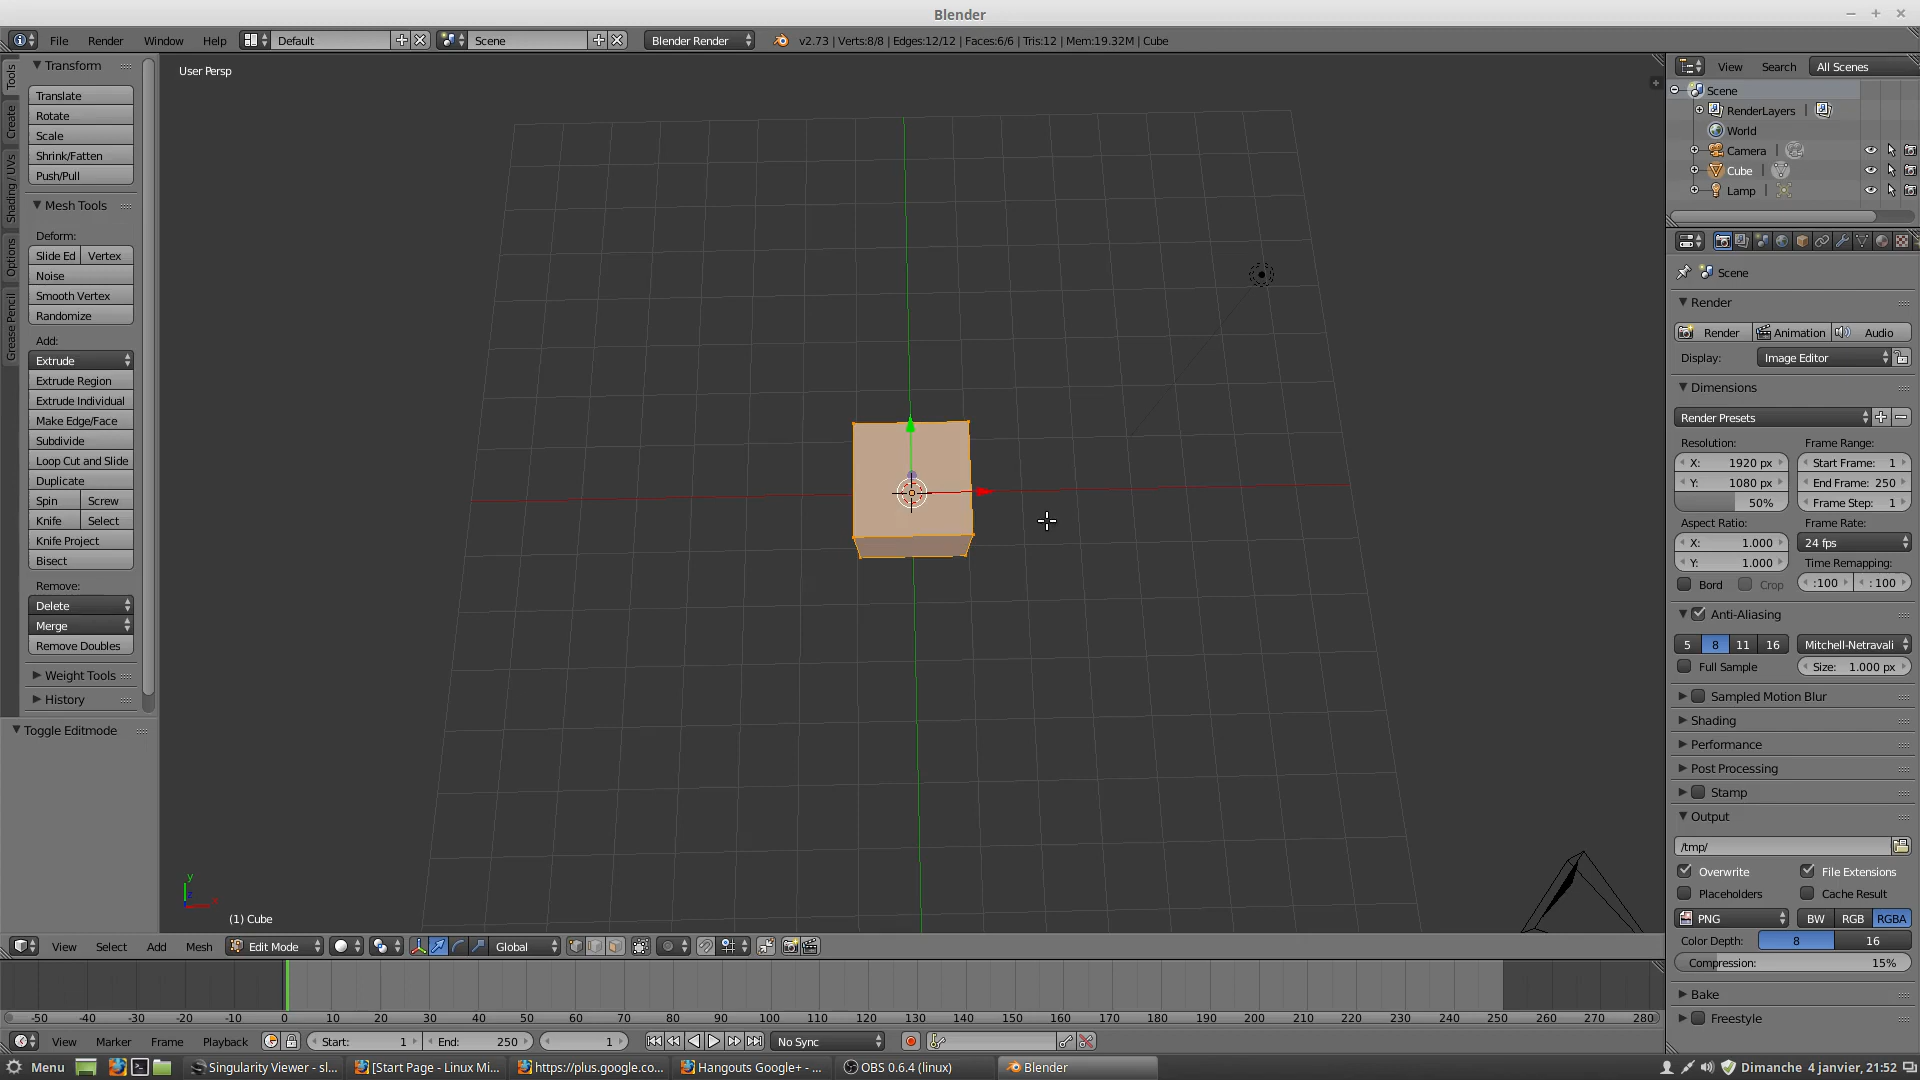 Blender
File Render Window Help Default Scene Blender Render v2.73 | Verts:8/8 | Edges:12/12 | Faces:6/6 | Tris:12 | Mem:19.32M | Cube
Tools
Create
Shading / UVs
Options
Grease Pencil
Transform
Translate
Rotate
Scale
Shrink/Fatten
Push/Pull
Mesh Tools
Deform:
Slide Ed Vertex
Noise
Smooth Vertex
Randomize
Add:
Extrude
Extrude Region
Extrude Individual
Make Edge/Face
Subdivide
Loop Cut and Slide
Duplicate
Spin Screw
Knife Select
Knife Project
Bisect
Remove:
Delete
Merge
Remove Doubles
Weight Tools
History
Toggle Editmode
User Persp
y
(1) Cube
View Search All Scenes
Scene
RenderLayers |
World
Camera |
Cube |
Lamp |
Scene
Render
Render Animation Audio
Display: Image Editor
Dimensions
Render Presets
Resolution: Frame Range:
X: 1920 px Start Frame: 1
Y: 1080 px End Frame: 250
50% Frame Step: 1
Aspect Ratio: Frame Rate:
X: 1.000 24 fps
Y: 1.000 Time Remapping:
Bord Crop :100 : 100
Anti-Aliasing
5 8 11 16 Mitchell-Netravali
Full Sample Size: 1.000 px
Sampled Motion Blur
Shading
Performance
Post Processing
Stamp
Output
/tmp/
Overwrite File Extensions
Placeholders Cache Result
PNG BW RGB RGBA
Color Depth: 8 16
Compression: 15%
Bake
Freestyle
View Select Add Mesh Edit Mode Global
-50 -40 -30 -20 -10 0 10 20 30 40 50 60 70 80 90 100 110 120 130 140 150 160 170 180 190 200 210 220 230 240 250 260 270 280
View Marker Frame Playback Start: 1 End: 250 1 No Sync
Menu Singularity Viewer - sl... [Start Page - Linux Mi... https://plus.google.co... Hangouts Google+ - ... OBS 0.6.4 (linux) Blender Dimanche 4 janvier, 21:52